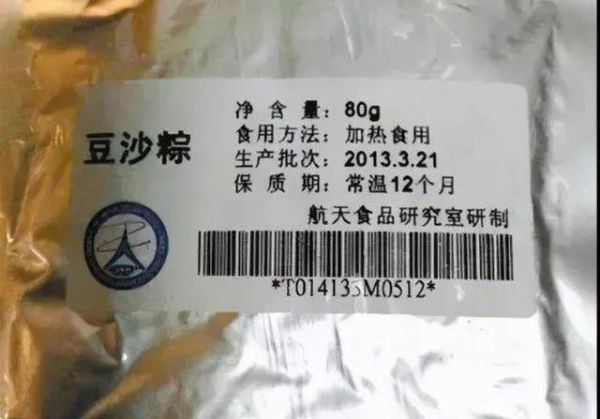 豆沙粽
净含量：80g
食用方法：加热食用
生产批次：2013.3.21
保质期：常温12个月
航天食品研究室研制
*T014135M0512*